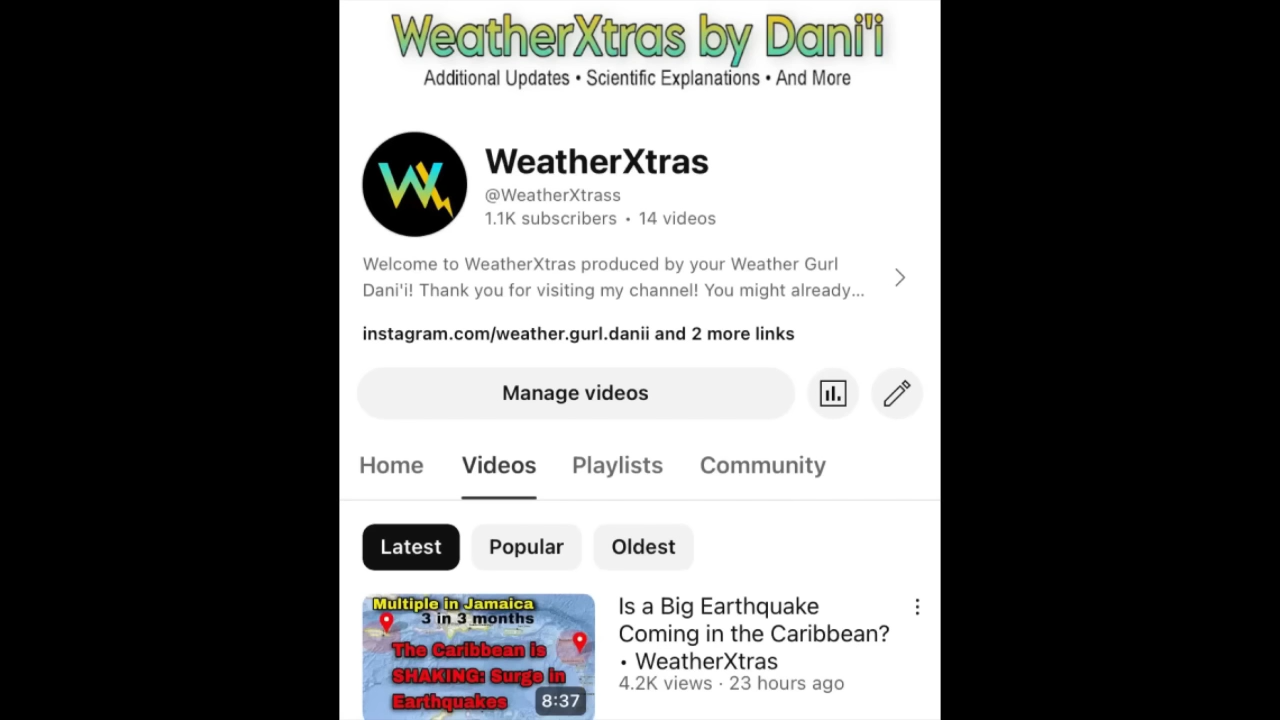 WeatherXtras by Dani'i
Additional Updates • Scientific Explanations • And More
WX
WeatherXtras
@WeatherXtrass
1.1K subscribers • 14 videos
Welcome to WeatherXtras produced by your Weather Gurl
Dani'i! Thank you for visiting my channel! You might already...
instagram.com/weather.gurl.danii and 2 more links
Manage videos
Home Videos Playlists Community
Latest Popular Oldest
Multiple in Jamaica
3 in 3 months
The Caribbean is
SHAKING: Surge in
Earthquakes
8:37
Is a Big Earthquake
Coming in the Caribbean?
• WeatherXtras
4.2K views · 23 hours ago